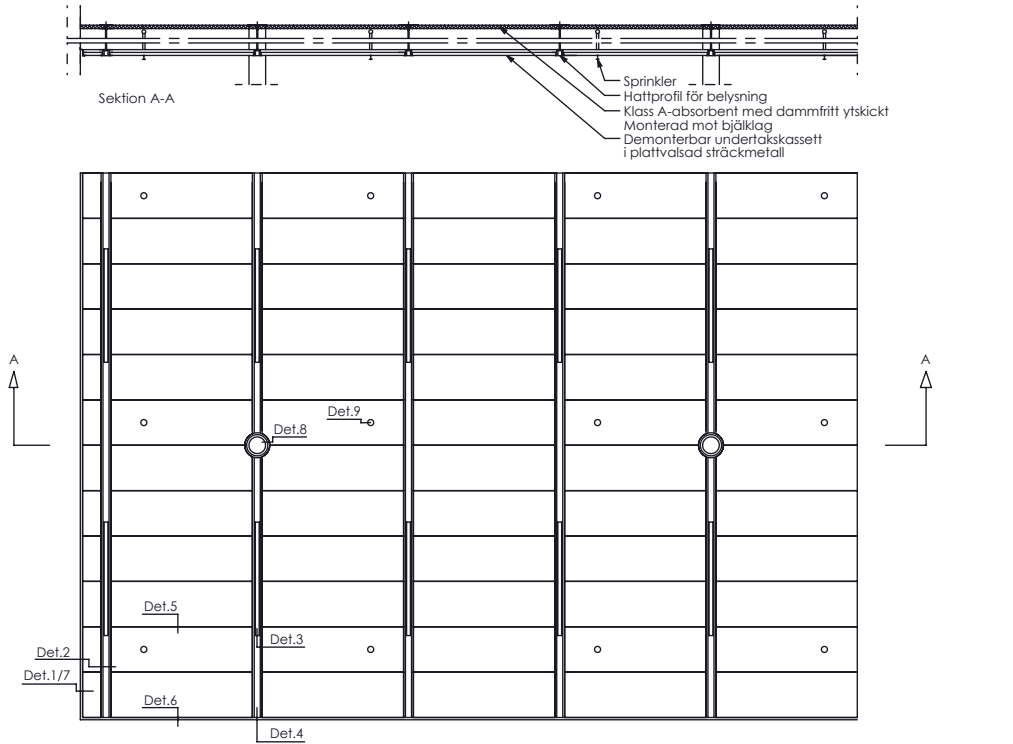 Sektion A-A
Sprinkler
Hattprofil för belysning
Klass A-absorbent med dammfritt ytskickt
Monterad mot bjälklag
Demonterbar undertakskassett
i plattvalsad sträckmetall
A
A
Det.9
Det.8
Det.5
Det.3
Det.2
Det.1/7
Det.6
Det.4